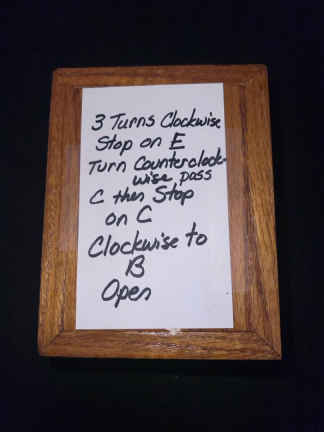 3 Turns Clockwise
Stop on E
Turn Counterclock-
wise pass
C then Stop
on C
Clockwise to
B
Open